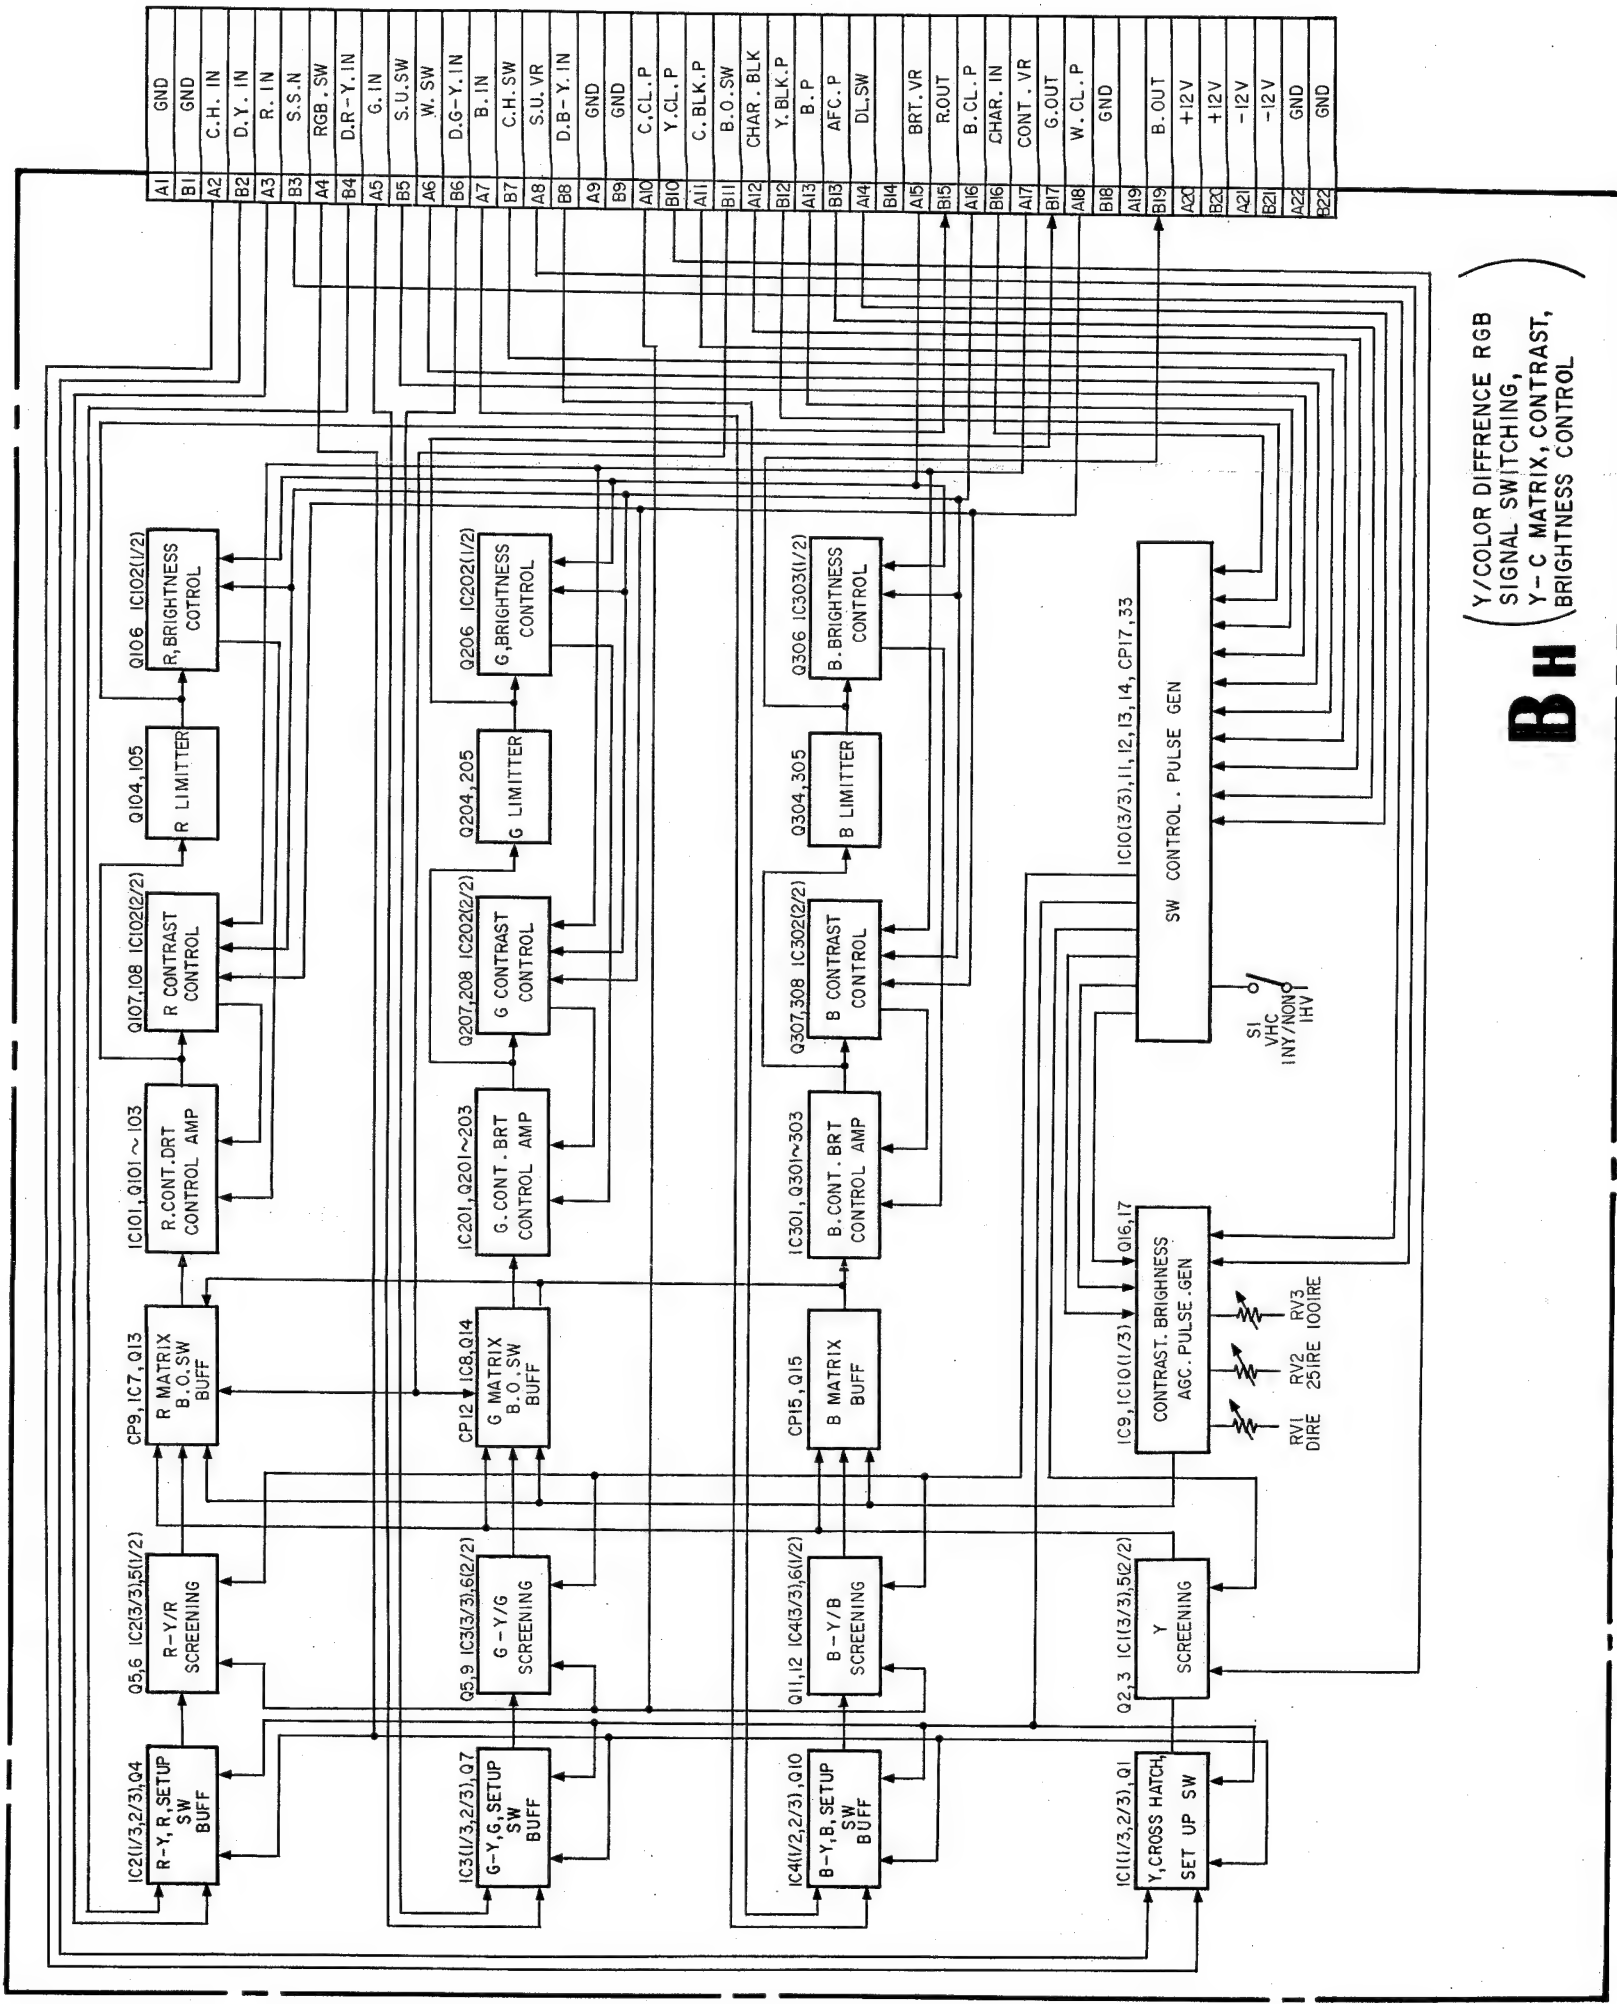 A1 GND
B1 GND
A2 C.H. IN
B2 D.Y. IN
A3 R. IN
B3 S.S.N
A4 RGB.SW
B4 D.R-Y.IN
A5 G.IN
B5 S.U.SW
A6 W.SW
B6 D.G-Y.IN
A7 B.IN
B7 C.H.SW
A8 S.U.VR
B8 D.B-Y.IN
A9 GND
B9 GND
A10 C.CL.P
B10 Y.CL.P
A11 C.BLK.P
B11 B.O.SW
A12 CHAR.BLK
B12 Y.BLK.P
A13 B.P
B13 AFC.P
A14 DL.SW
B14
A15 BRT.VR
B15 R.OUT
A16 B.CL.P
B16 CHAR.IN
A17 CONT.VR
B17 G.OUT
A18 W.CL.P
B18 GND
A19
B19 B.OUT
A20 +12V
B20 +12V
A21 -12V
B21 -12V
A22 GND
B22 GND
IC2(1/3,2/3),Q4
R-Y,R,SETUP
SW
BUFF
Q5,6 IC2(3/3),5(1/2)
R-Y/R
SCREENING
CP9,IC7,Q13
R MATRIX
B.O.SW
BUFF
IC101,Q101~103
R.CONT.DRT
CONTROL AMP
Q107,108 IC102(2/2)
R CONTRAST
CONTROL
Q104,105
R LIMITTER
Q106 IC102(1/2)
R,BRIGHTNESS
COTROL
IC3(1/3,2/3),Q7
G-Y,G,SETUP
SW
BUFF
Q5,9 IC3(3/3),6(2/2)
G-Y/G
SCREENING
CP12 IC8,Q14
G MATRIX
B.O.SW
BUFF
IC201,Q201~203
G.CONT.BRT
CONTROL AMP
Q207,208 IC202(2/2)
G CONTRAST
CONTROL
Q204,205
G LIMITTER
Q206 IC202(1/2)
G,BRIGHTNESS
CONTROL
IC4(1/2,2/3),Q10
B-Y,B,SETUP
SW
BUFF
Q11,12 IC4(3/3),6(1/2)
B-Y/B
SCREENING
CP15,Q15
B MATRIX
BUFF
IC301,Q301~303
B.CONT.BRT
CONTROL AMP
Q307,308 IC302(2/2)
B CONTRAST
CONTROL
Q304,305
B LIMITTER
Q306 IC303(1/2)
B.BRIGHTNESS
CONTROL
IC1(1/3,2/3),Q1
Y,CROSS HATCH,
SET UP SW
Q2,3 IC1(3/3),5(2/2)
Y
SCREENING
IC9,IC10(1/3) Q16,17
CONTRAST.BRIGHTNESS
AGC.PULSE.GEN
RV1
DIRE
RV2
25IRE
RV3
100IRE
IC10(3/3),11,12,13,14,CP17,33
SW CONTROL.PULSE GEN
S1
VHC
1NY/NON
1HV
BH
(Y/COLOR DIFFRENCE RGB
SIGNAL SWITCHING,
Y-C MATRIX,CONTRAST,
BRIGHTNESS CONTROL)